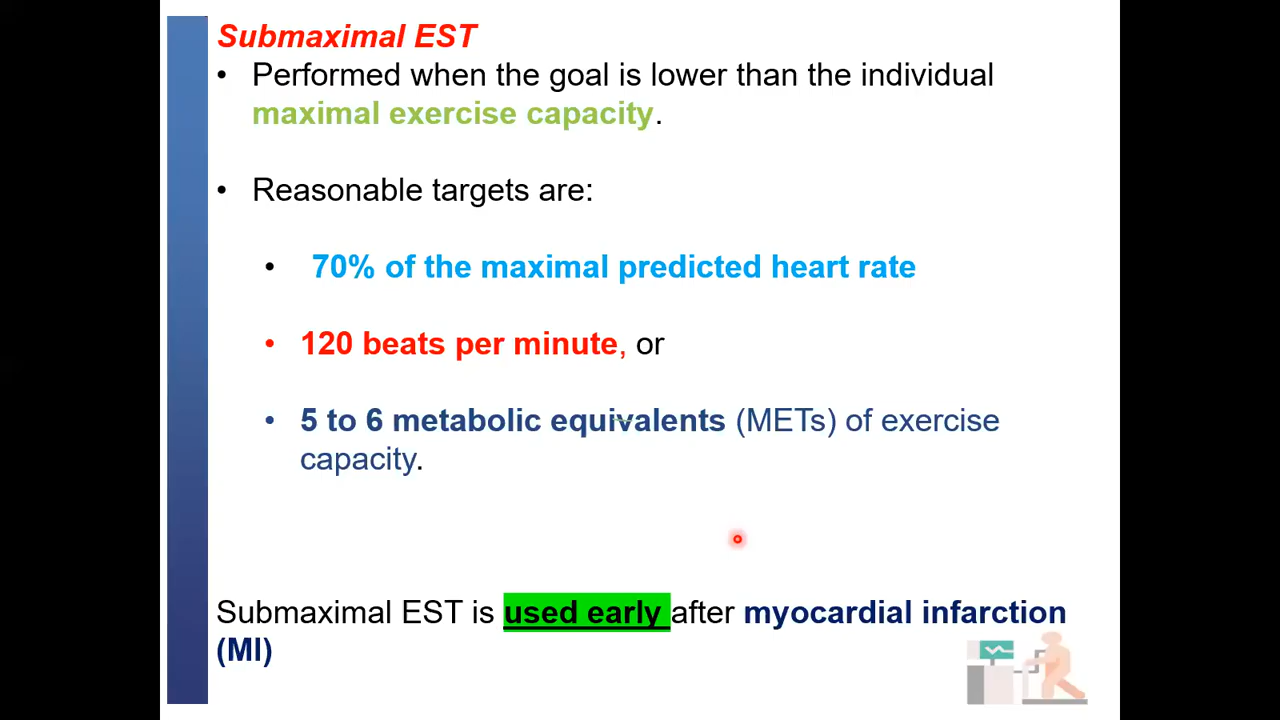 Submaximal EST
• Performed when the goal is lower than the individual
maximal exercise capacity.
• Reasonable targets are:
• 70% of the maximal predicted heart rate
• 120 beats per minute, or
• 5 to 6 metabolic equivalents (METs) of exercise
capacity.
Submaximal EST is used early after myocardial infarction
(MI)